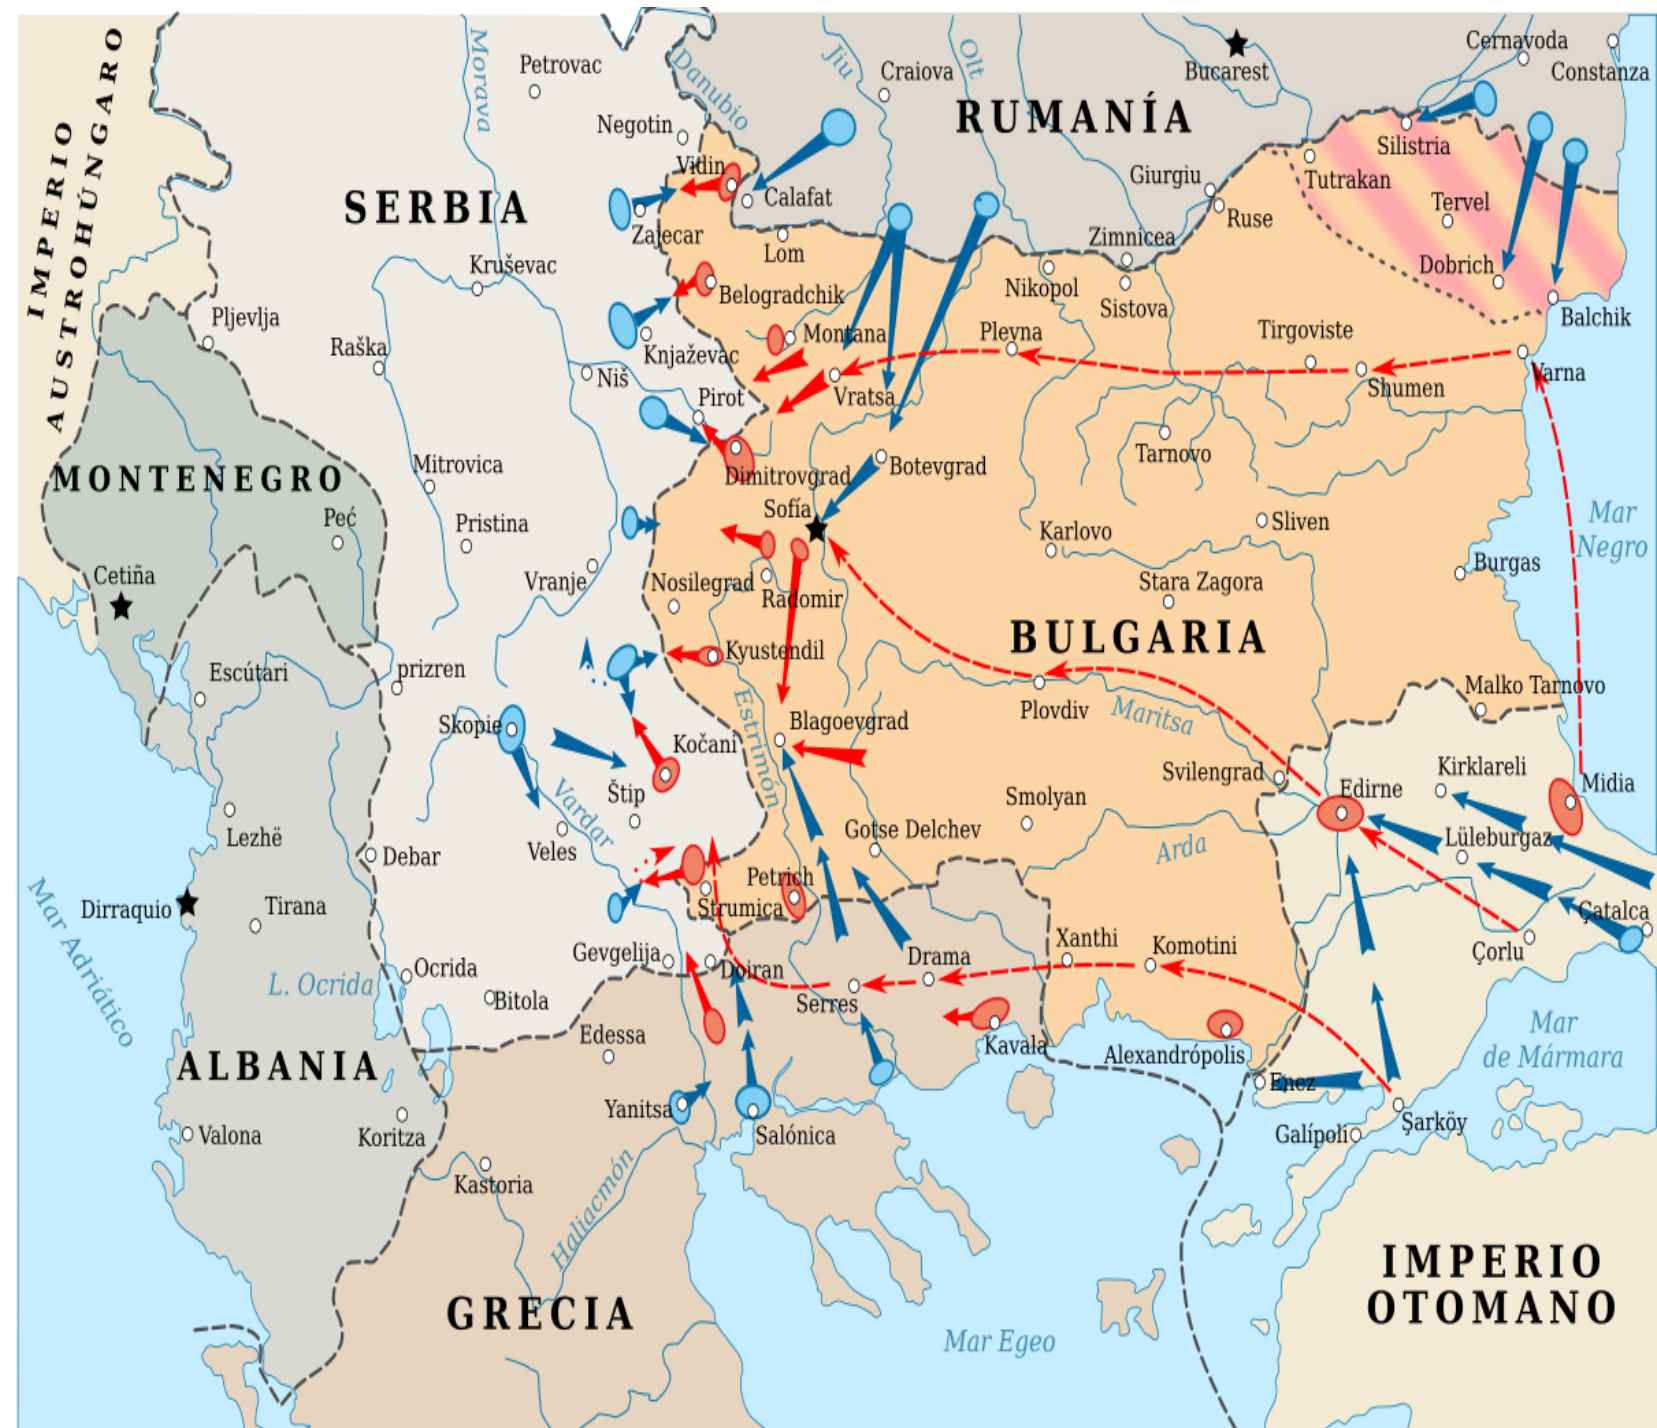 IMPERIO
AUSTROHÚNGARO
Morava
Petrovac
Danubio
Jiu
Craiova
Olt
Bucarest
Cernavoda
Constanza
RUMANÍA
Negotin
Silistria
Vidin
Calafat
Giurgiu
Tutrakan
SERBIA
Zajecar
Lom
Zimnicea
Ruse
Tervel
Kruševac
Belogradchik
Nikopol
Sistova
Dobrich
Pljevlja
Raška
Knjaževac
Montana
Plevna
Tirgoviste
Balchik
Niš
Pirot
Vratsa
Shumen
Varna
MONTENEGRO
Mitrovica
Dimitrovgrad
Botevgrad
Tarnovo
Peć
Pristina
Sofía
Karlovo
Sliven
Mar
Negro
Cetiña
Vranje
Nosilegrad
Radomir
Stara Zagora
Burgas
Escútari
prizren
Kyustendil
BULGARIA
Malko Tarnovo
Skopie
Estrimón
Blagoevgrad
Plovdiv
Maritsa
Kočani
Svilengrad
Kirklareli
Edirne
Midia
Štip
Vardar
Smolyan
Lezhë
Veles
Gotse Delchev
Arda
Lüleburgaz
Debar
Petrich
Strumica
Dirraquio
Tirana
Çatalca
Mar Adriático
Gevgelija
Doiran
Drama
Xanthi
Komotini
Çorlu
L. Ocrida
Ocrida
Bitola
Serres
Mar
de Mármara
Edessa
Kavala
Alexandrópolis
ALBANIA
Enez
Yanitsa
Salónica
Valona
Koritza
Galípoli
Şarköy
Kastoria
Haliacmón
GRECIA
Mar Egeo
IMPERIO
OTOMANO